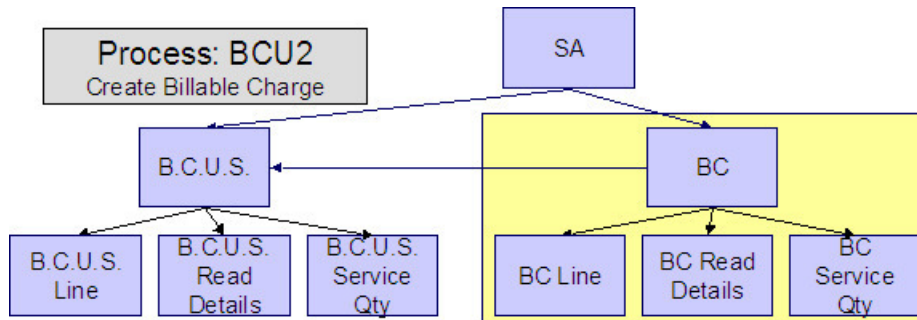 Process: BCU2
Create Billable Charge
SA
B.C.U.S.
BC
B.C.U.S.
Line
B.C.U.S.
Read
Details
B.C.U.S.
Service
Qty
BC Line
BC Read
Details
BC
Service
Qty